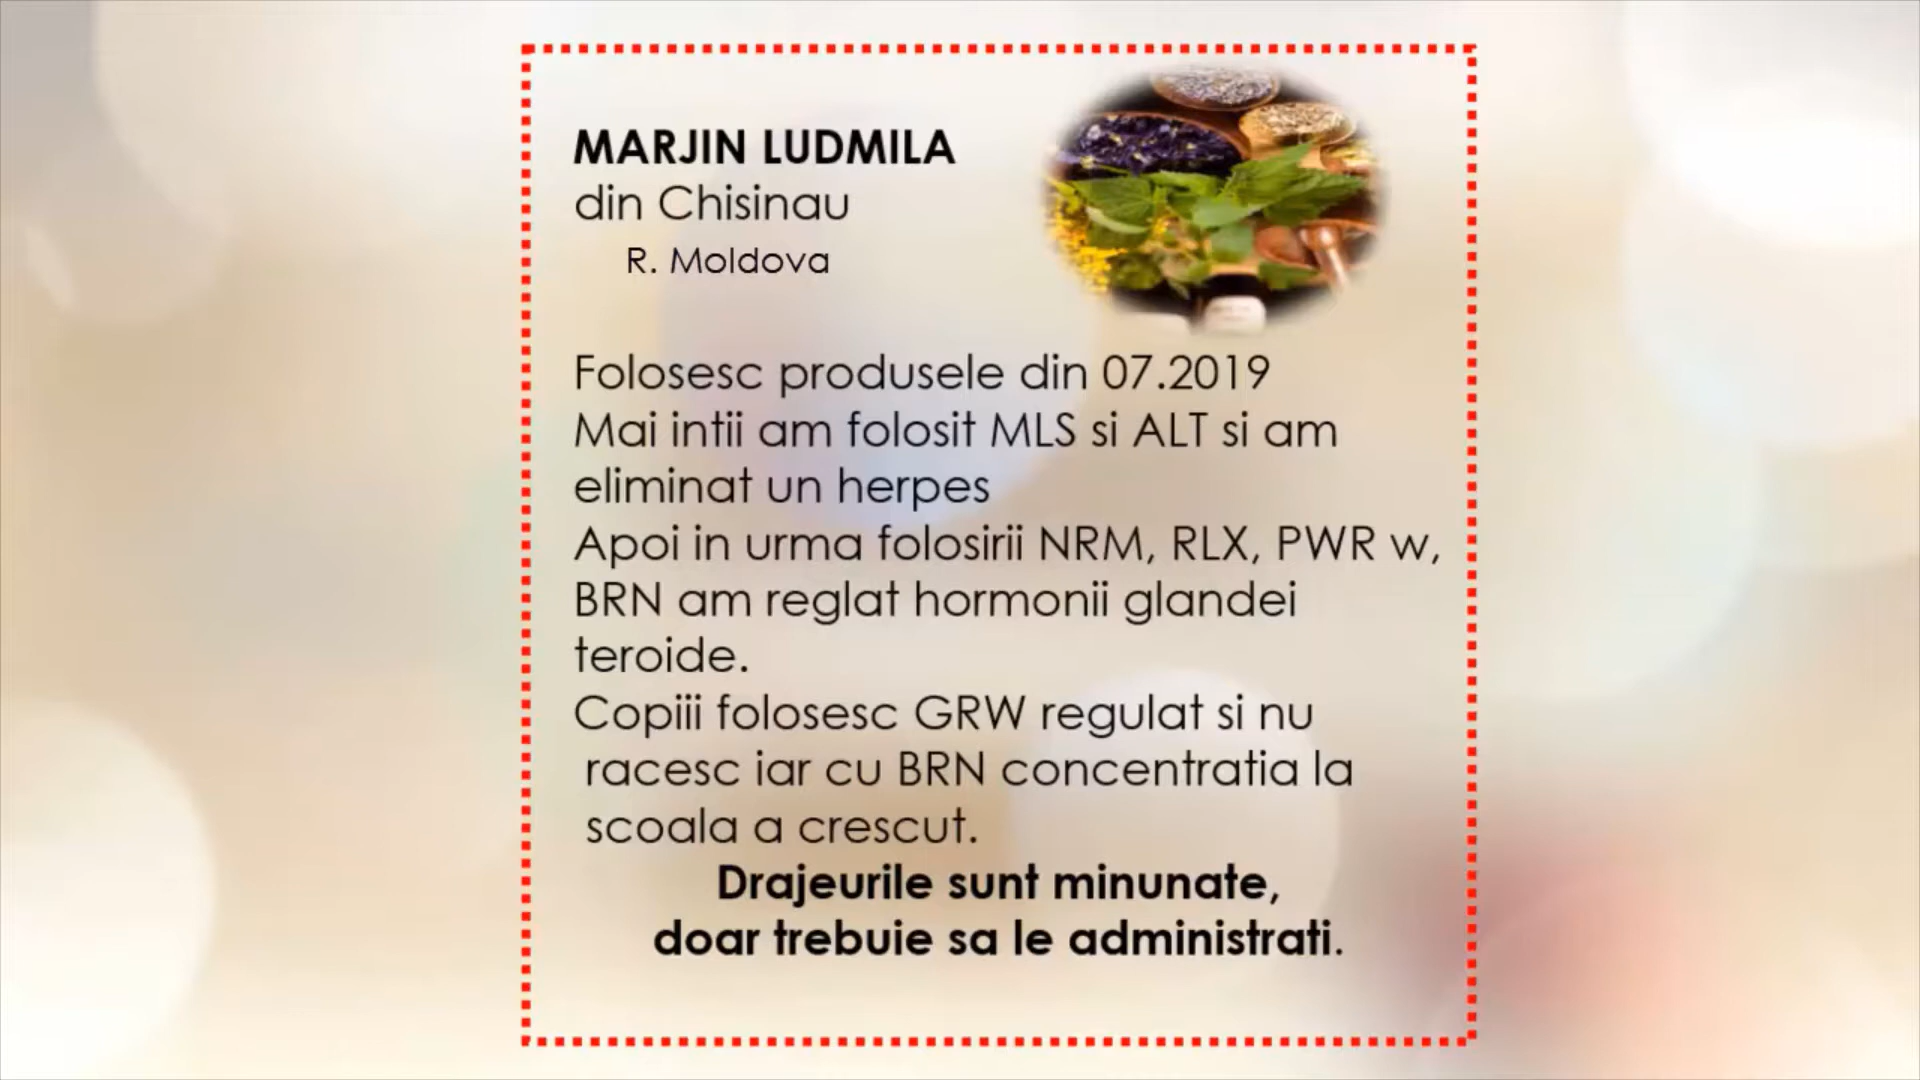 MARJIN LUDMILA
din Chisinau
R. Moldova
Folosesc produsele din 07.2019
Mai intii am folosit MLS si ALT si am
eliminat un herpes
Apoi in urma folosirii NRM, RLX, PWR w,
BRN am reglat hormonii glandei
teroide.
Copiii folosesc GRW regulat si nu
racesc iar cu BRN concentratia la
scoala a crescut.
Drajeurile sunt minunate,
doar trebuie sa le administrati.